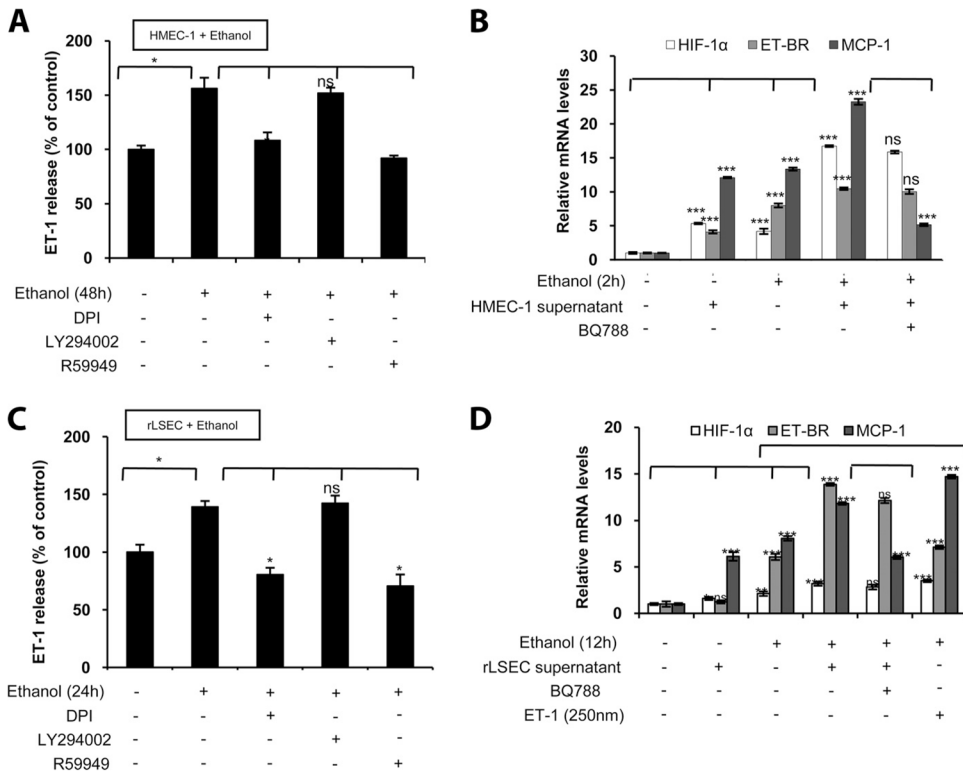 A
HMEC-1 + Ethanol
ET-1 release (% of control)
200
150
100
50
0
*
ns
Ethanol (48h) - + + + +
DPI - - + - -
LY294002 - - - + -
R59949 - - - - +
B
HIF-1α ET-BR MCP-1
Relative mRNA levels
30
25
20
15
10
5
0
*** *** ***
*** *** ***
*** *** ***
ns ns ***
Ethanol (2h) - - + + +
HMEC-1 supernatant - + - + +
BQ788 - - - - +
C
rLSEC + Ethanol
ET-1 release (% of control)
200
150
100
50
0
*
*
ns
*
Ethanol (24h) - + + + +
DPI - - + - -
LY294002 - - - + -
R59949 - - - - +
D
HIF-1α ET-BR MCP-1
Relative mRNA levels
20
15
10
5
0
* ns ***
** *** ***
*** *** ***
ns ns ***
*** *** ***
Ethanol (12h) - - + + + +
rLSEC supernatant - + - + + -
BQ788 - - - - + -
ET-1 (250nm) - - - - - +